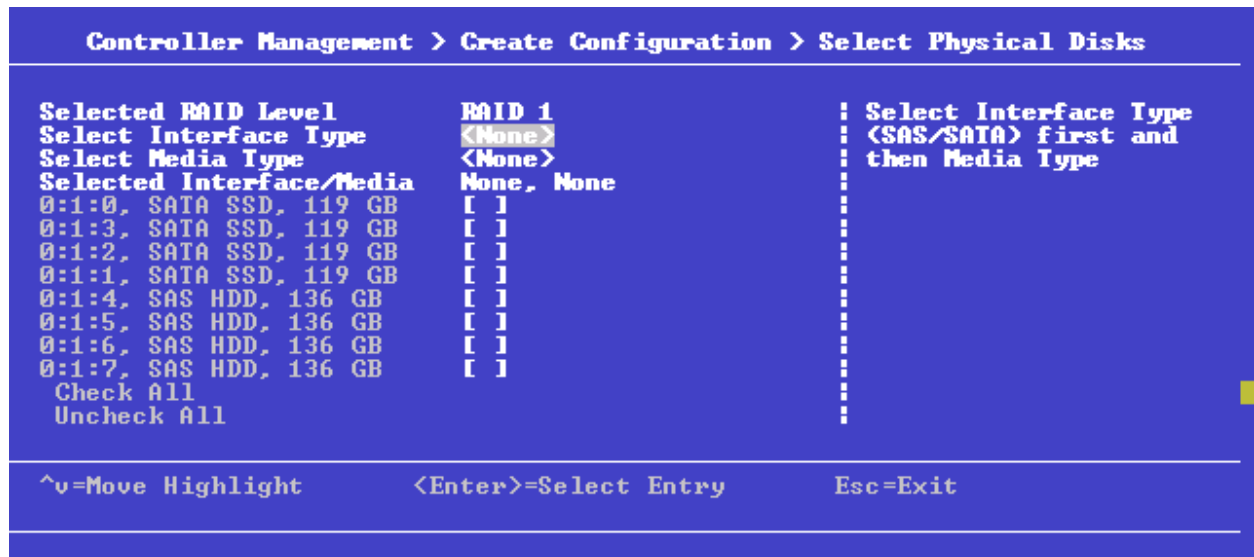 Controller Management > Create Configuration > Select Physical Disks
Selected RAID Level RAID 1 Select Interface Type
Select Interface Type <None> (SAS/SATA) first and
Select Media Type <None> then Media Type
Selected Interface/Media None, None
0:1:0, SATA SSD, 119 GB [ ]
0:1:3, SATA SSD, 119 GB [ ]
0:1:2, SATA SSD, 119 GB [ ]
0:1:1, SATA SSD, 119 GB [ ]
0:1:4, SAS HDD, 136 GB [ ]
0:1:5, SAS HDD, 136 GB [ ]
0:1:6, SAS HDD, 136 GB [ ]
0:1:7, SAS HDD, 136 GB [ ]
Check All
Uncheck All
^v=Move Highlight <Enter>=Select Entry Esc=Exit